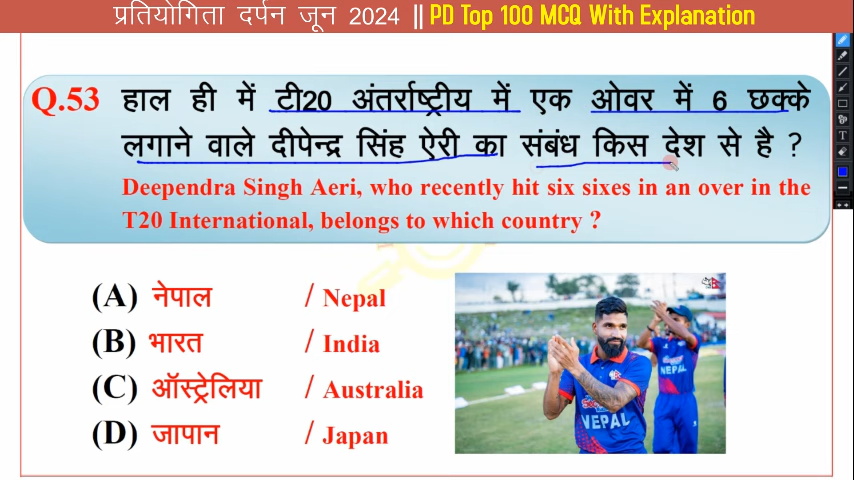 प्रतियोगिता दर्पन जून 2024 || PD Top 100 MCQ With Explanation
Q.53 हाल ही में टी20 अंतर्राष्ट्रीय में एक ओवर में 6 छक्के
लगाने वाले दीपेन्द्र सिंह ऐरी का संबंध किस देश से है ?
Deependra Singh Aeri, who recently hit six sixes in an over in the
T20 International, belongs to which country ?
(A) नेपाल / Nepal
(B) भारत / India
(C) ऑस्ट्रेलिया / Australia
(D) जापान / Japan
NEPAL
NEPAL